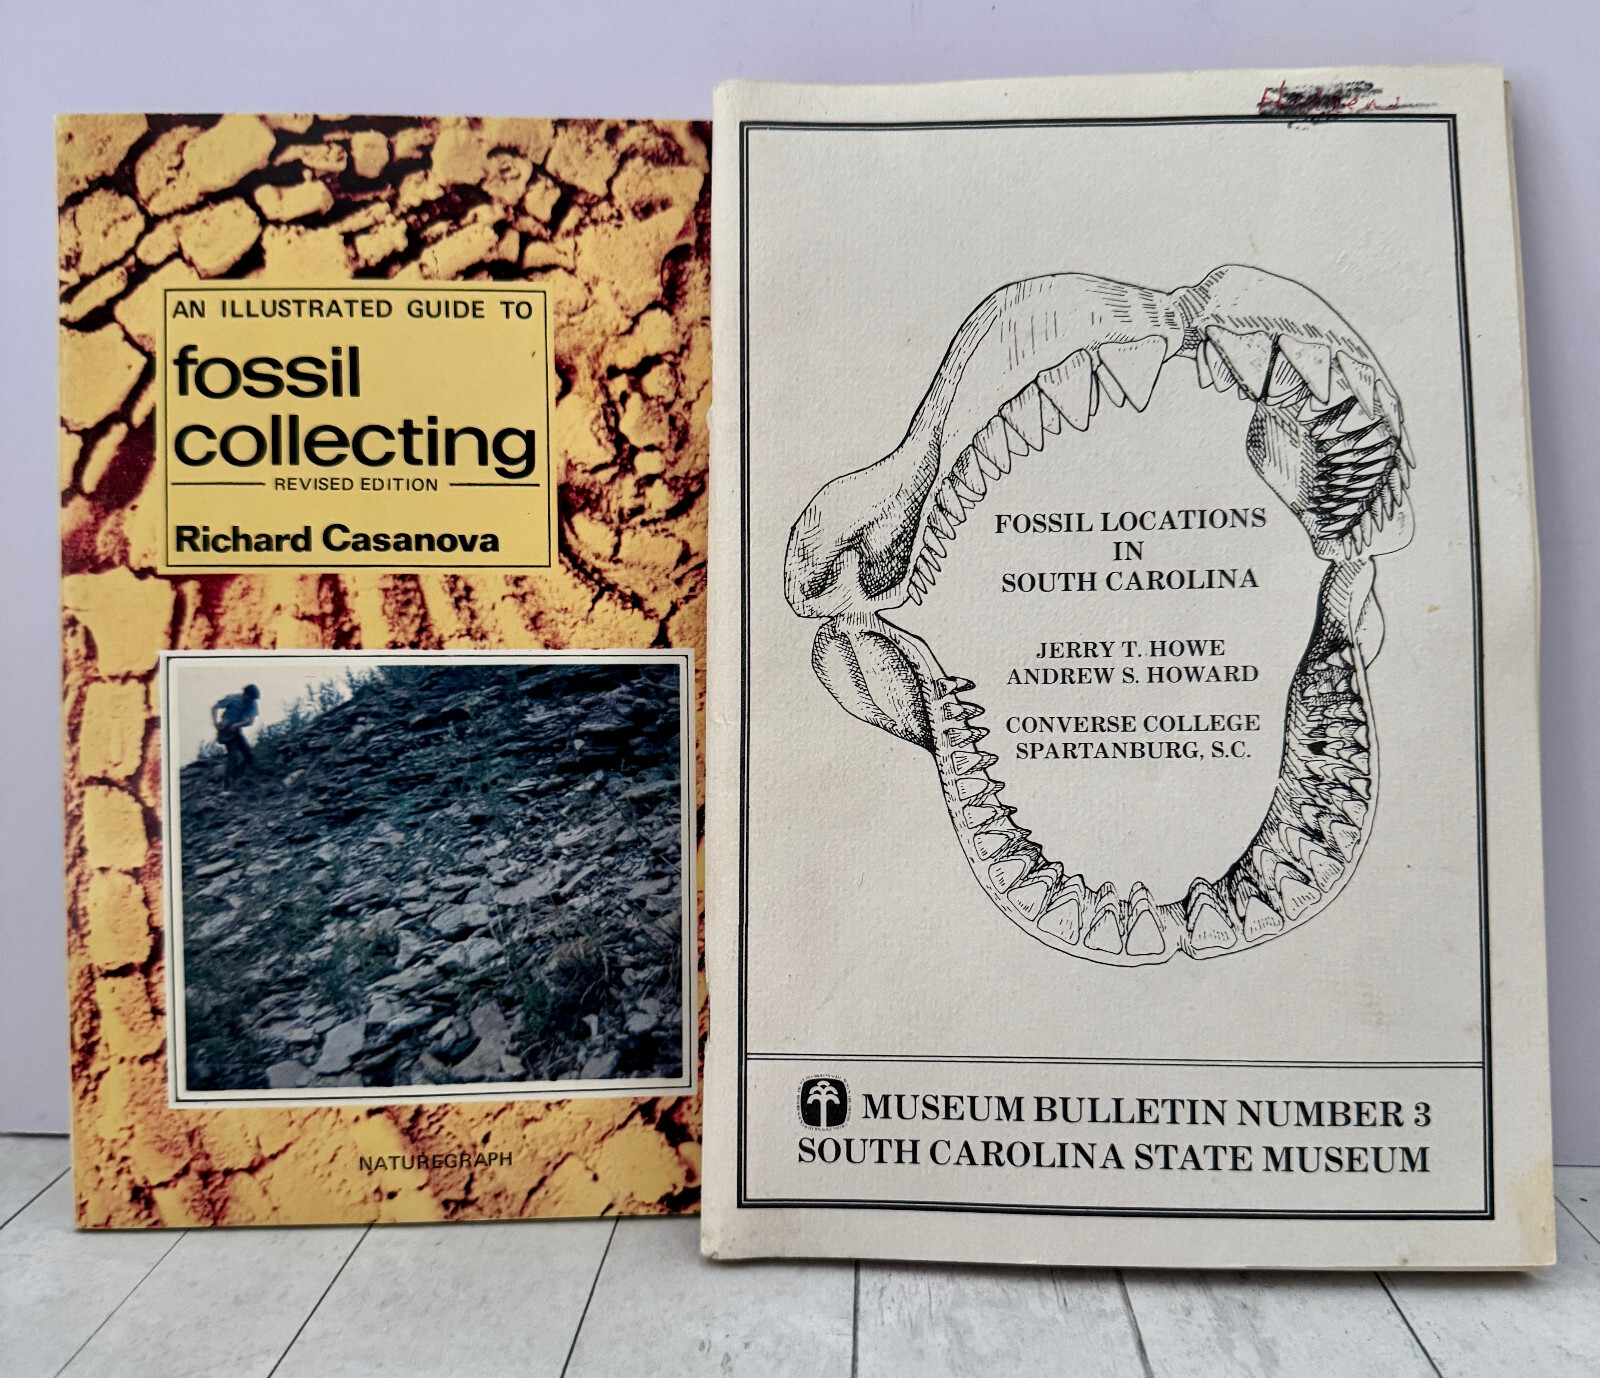 AN ILLUSTRATED GUIDE TO
fossil
collecting
REVISED EDITION
Richard Casanova
NATUREGRAPH
FOSSIL LOCATIONS
IN
SOUTH CAROLINA
JERRY T. HOWE
ANDREW S. HOWARD
CONVERSE COLLEGE
SPARTANBURG, S.C.
MUSEUM BULLETIN NUMBER 3
SOUTH CAROLINA STATE MUSEUM